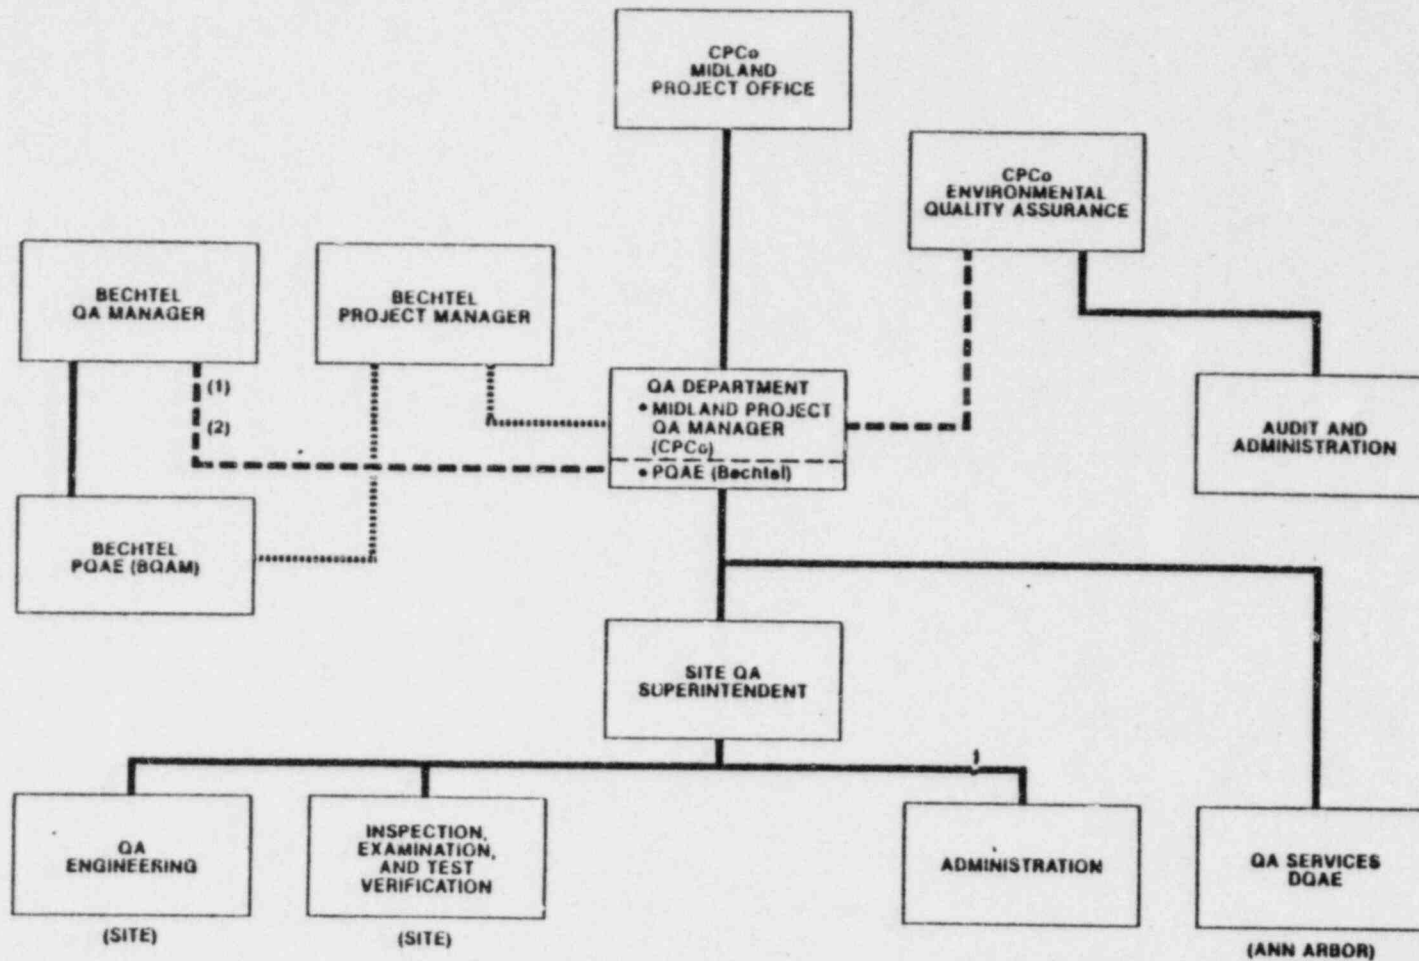 CPCo
MIDLAND
PROJECT OFFICE
CPCo
ENVIRONMENTAL
QUALITY ASSURANCE
BECHTEL
QA MANAGER
BECHTEL
PROJECT MANAGER
(1)
(2)
QA DEPARTMENT
• MIDLAND PROJECT
QA MANAGER
(CPCo)
• PQAE (Bechtel)
AUDIT AND
ADMINISTRATION
BECHTEL
PQAE (BQAM)
SITE QA
SUPERINTENDENT
QA
ENGINEERING
(SITE)
INSPECTION,
EXAMINATION,
AND TEST
VERIFICATION
(SITE)
ADMINISTRATION
QA SERVICES
DQAE
(ANN ARBOR)